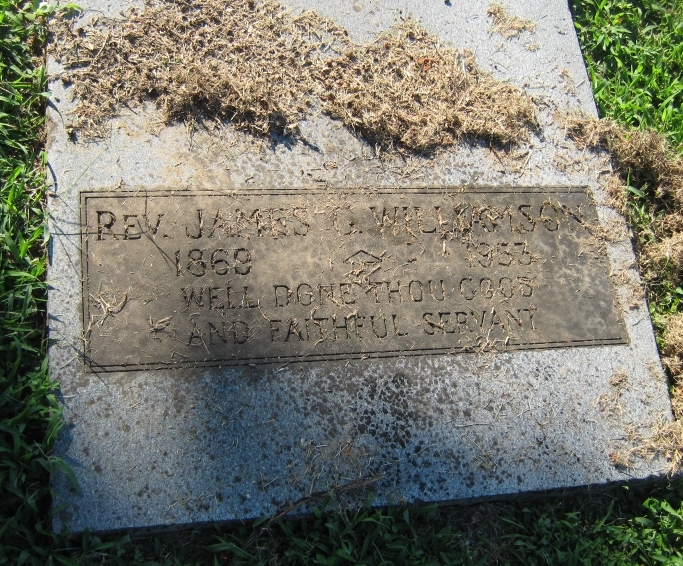 REV. JAMES G. WILLIAMSON
1869 1953
WELL DONE THOU GOOD
AND FAITHFUL SERVANT